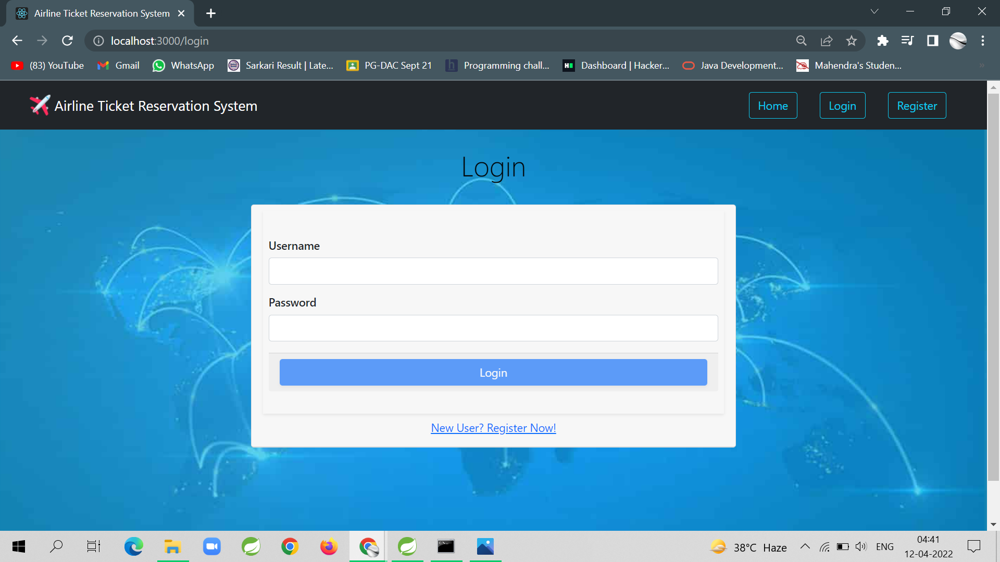 Airline Ticket Reservation System
localhost:3000/login
(83) YouTube Gmail WhatsApp Sarkari Result | Late... PG-DAC Sept 21 Programming chall... Dashboard | Hacker... Java Development... Mahendra's Studen...
Airline Ticket Reservation System Home Login Register
Login
Username
Password
Login
New User? Register Now!
38°C Haze ENG 04:41
12-04-2022